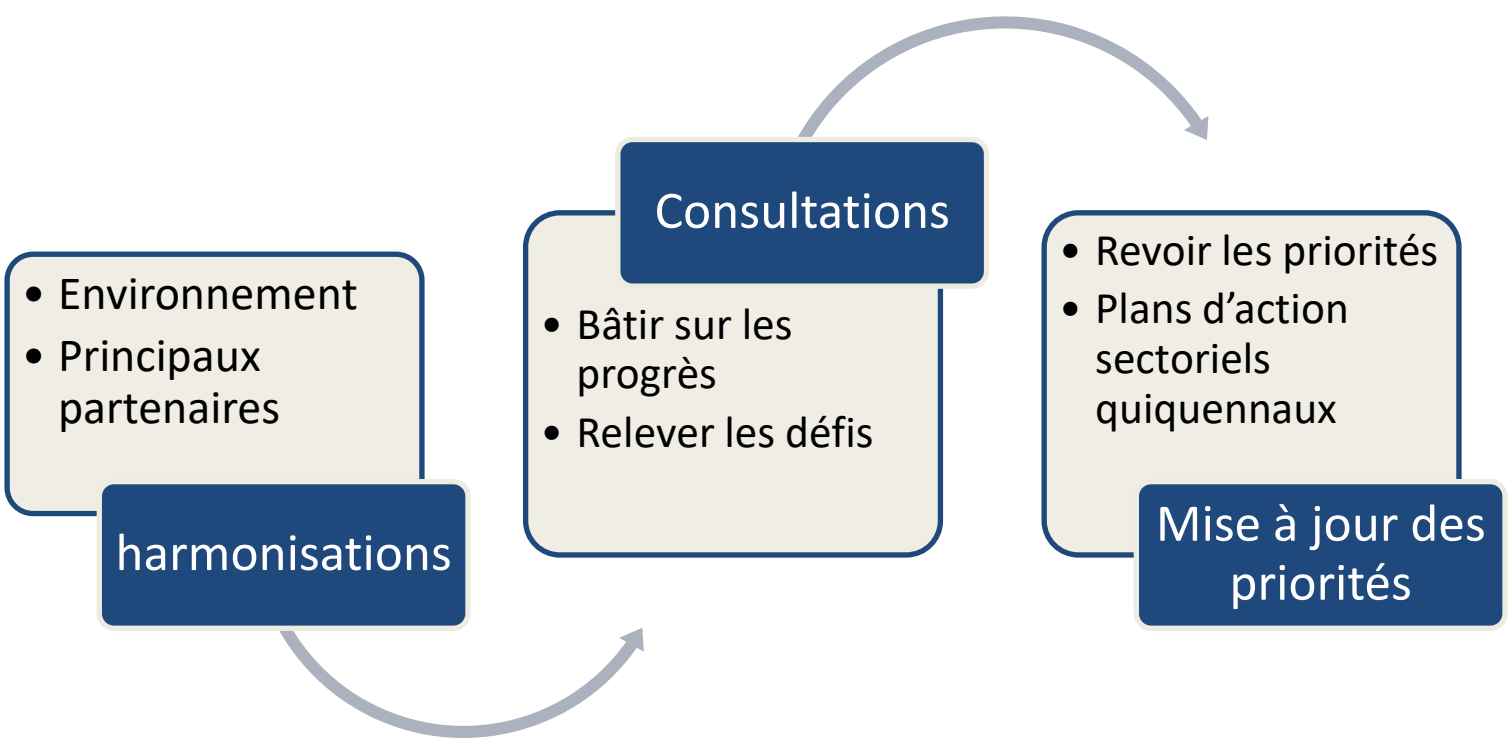 • Environnement
• Principaux
partenaires
harmonisations
Consultations
• Bâtir sur les
progrès
• Relever les défis
• Revoir les priorités
• Plans d’action
sectoriels
quiquennaux
Mise à jour des
priorités